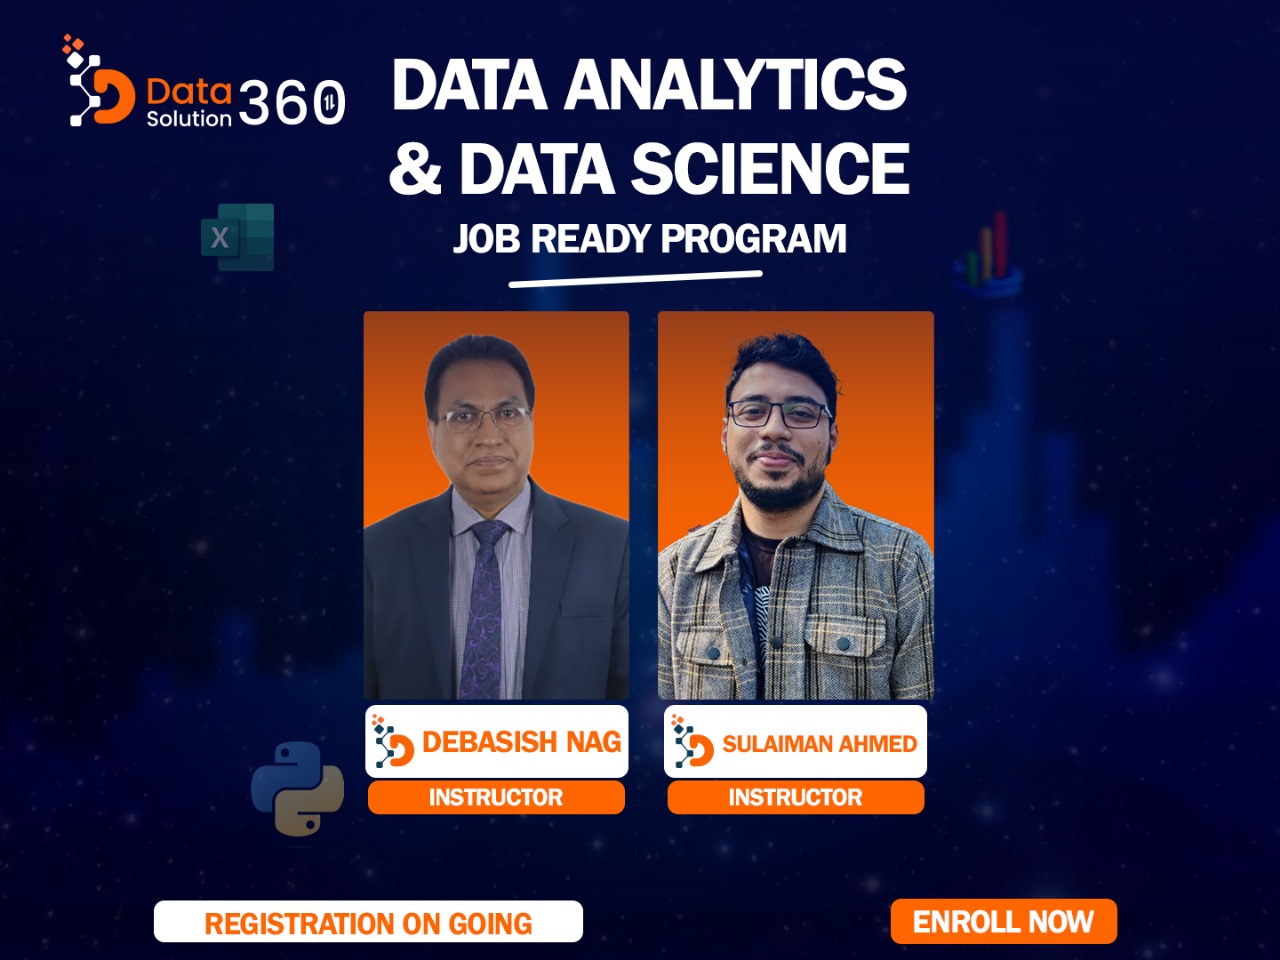 Data
Solution
360
DATA ANALYTICS
& DATA SCIENCE
JOB READY PROGRAM
X
DEBASISH NAG
INSTRUCTOR
SULAIMAN AHMED
INSTRUCTOR
REGISTRATION ON GOING
ENROLL NOW